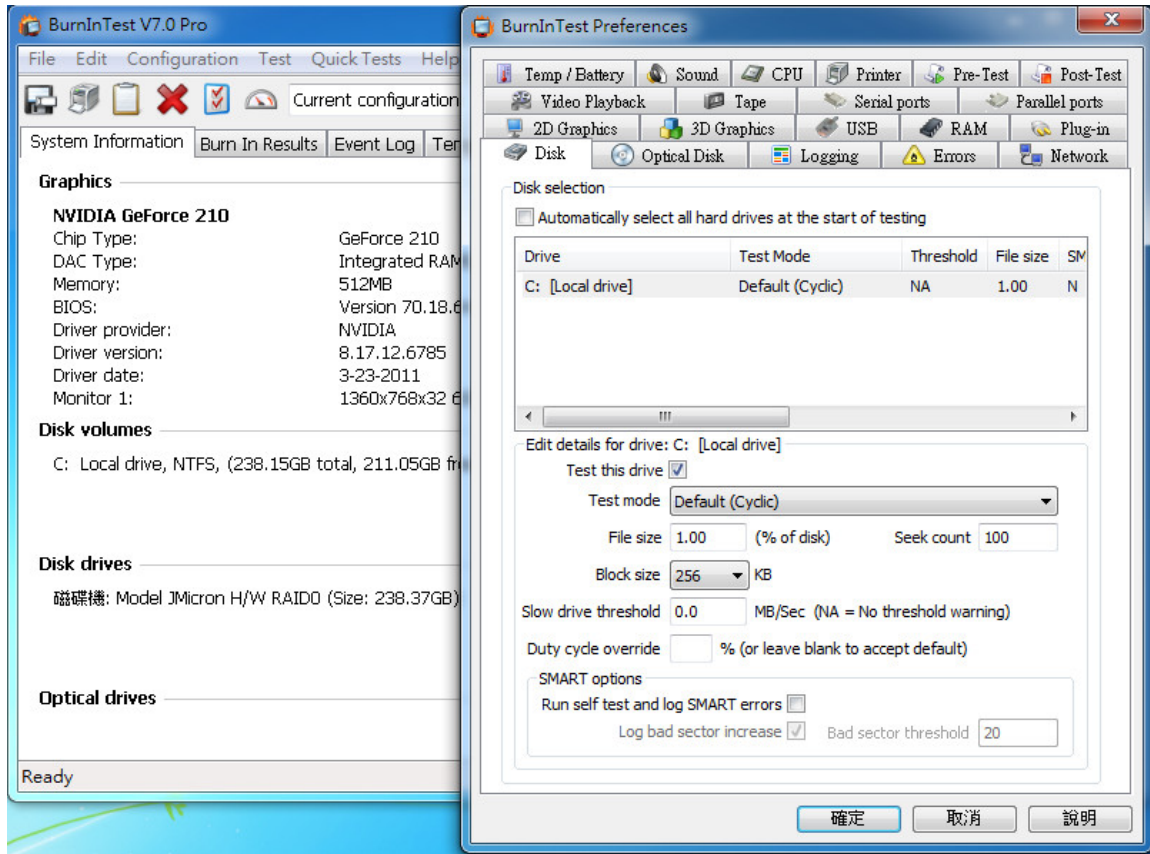 BurnInTest V7.0 Pro
File Edit Configuration Test Quick Tests Help
Current configuration
System Information Burn In Results Event Log
Graphics
NVIDIA GeForce 210
Chip Type: GeForce 210
DAC Type: Integrated RAM
Memory: 512MB
BIOS: Version 70.18.6
Driver provider: NVIDIA
Driver version: 8.17.12.6785
Driver date: 3-23-2011
Monitor 1: 1360x768x32 6
Disk volumes
C: Local drive, NTFS, (238.15GB total, 211.05GB fr
Disk drives
磁碟機: Model JMicron H/W RAID0 (Size: 238.37GB)
Optical drives
Ready
BurnInTest Preferences
Temp / Battery Sound CPU Printer Pre-Test Post-Test
Video Playback Tape Serial ports Parallel ports
2D Graphics 3D Graphics USB RAM Plug-in
Disk Optical Disk Logging Errors Network
Disk selection
Automatically select all hard drives at the start of testing
Drive Test Mode Threshold File size SM
C: [Local drive] Default (Cyclic) NA 1.00 N
Edit details for drive: C: [Local drive]
Test this drive
Test mode Default (Cyclic)
File size 1.00 (% of disk) Seek count 100
Block size 256 KB
Slow drive threshold 0.0 MB/Sec (NA = No threshold warning)
Duty cycle override % (or leave blank to accept default)
SMART options
Run self test and log SMART errors
Log bad sector increase Bad sector threshold 20
確定 取消 說明